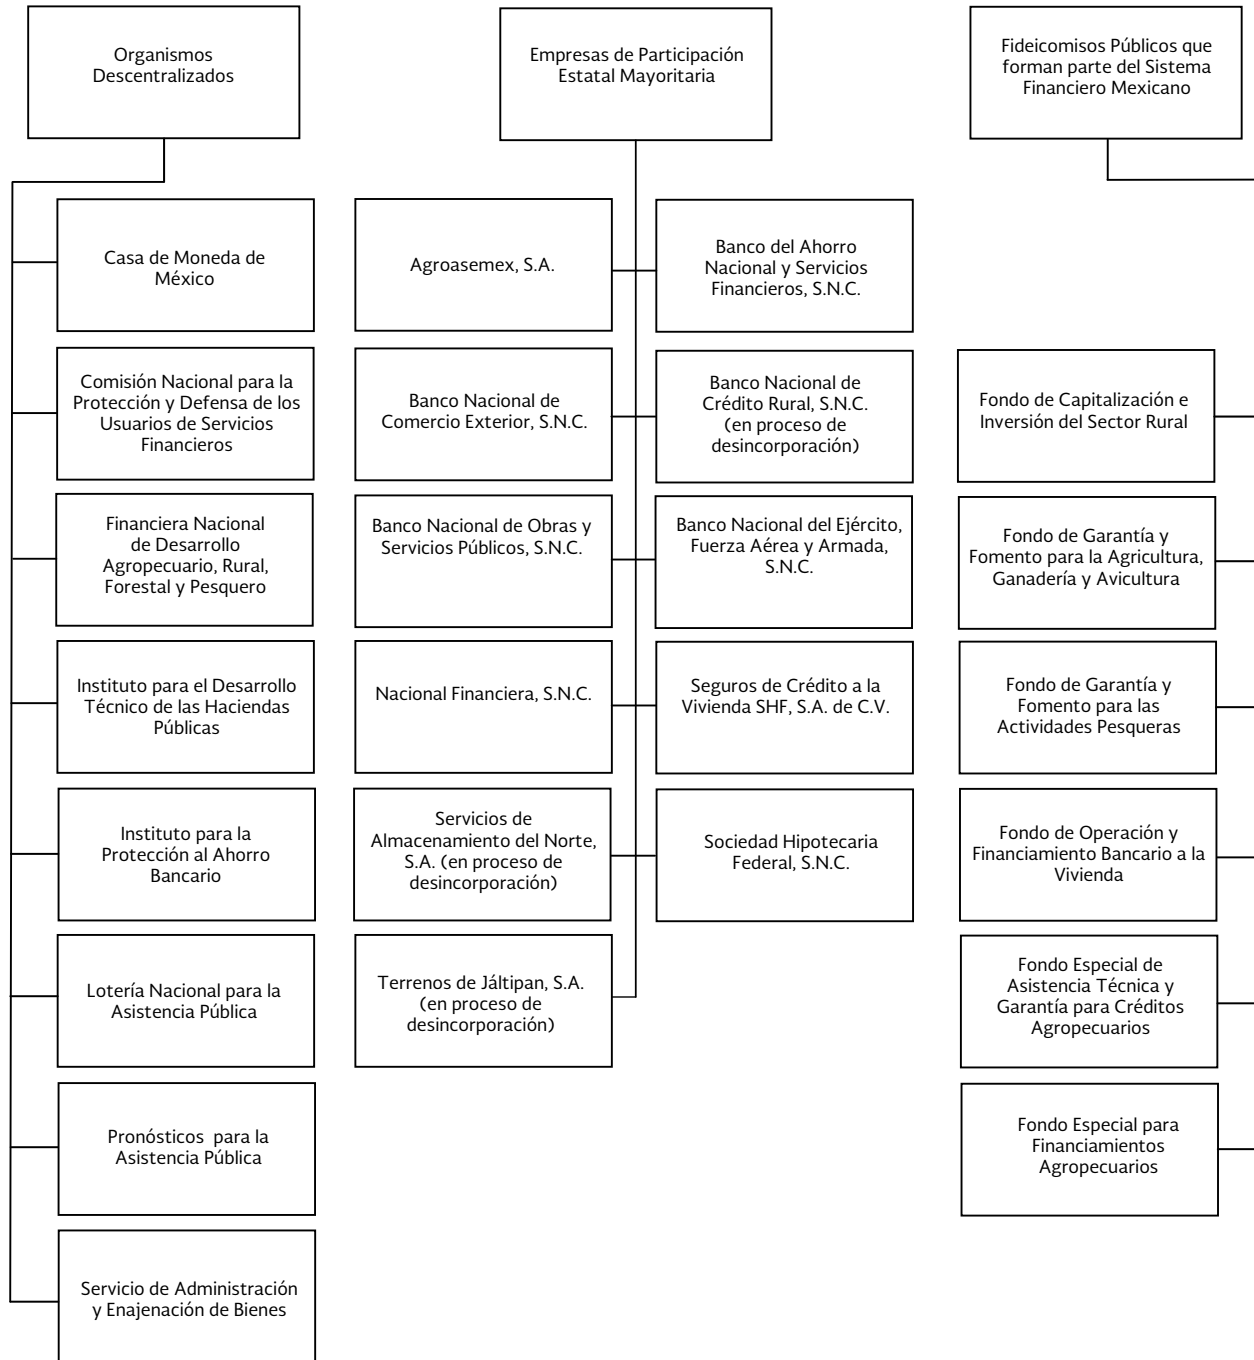 Organismos
Descentralizados
Empresas de Participación
Estatal Mayoritaria
Fideicomisos Públicos que
forman parte del Sistema
Financiero Mexicano
Casa de Moneda de
México
Comisión Nacional para la
Protección y Defensa de los
Usuarios de Servicios
Financieros
Financiera Nacional
de Desarrollo
Agropecuario, Rural,
Forestal y Pesquero
Instituto para el Desarrollo
Técnico de las Haciendas
Públicas
Instituto para la
Protección al Ahorro
Bancario
Lotería Nacional para la
Asistencia Pública
Pronósticos para la
Asistencia Pública
Servicio de Administración
y Enajenación de Bienes
Agroasemex, S.A.
Banco del Ahorro
Nacional y Servicios
Financieros, S.N.C.
Banco Nacional de
Comercio Exterior, S.N.C.
Banco Nacional de
Crédito Rural, S.N.C.
(en proceso de
desincorporación)
Banco Nacional de Obras y
Servicios Públicos, S.N.C.
Banco Nacional del Ejército,
Fuerza Aérea y Armada,
S.N.C.
Nacional Financiera, S.N.C.
Seguros de Crédito a la
Vivienda SHF, S.A. de C.V.
Servicios de
Almacenamiento del Norte,
S.A. (en proceso de
desincorporación)
Sociedad Hipotecaria
Federal, S.N.C.
Terrenos de Jáltipan, S.A.
(en proceso de
desincorporación)
Fondo de Capitalización e
Inversión del Sector Rural
Fondo de Garantía y
Fomento para la Agricultura,
Ganadería y Avicultura
Fondo de Garantía y
Fomento para las
Actividades Pesqueras
Fondo de Operación y
Financiamiento Bancario a la
Vivienda
Fondo Especial de
Asistencia Técnica y
Garantía para Créditos
Agropecuarios
Fondo Especial para
Financiamientos
Agropecuarios